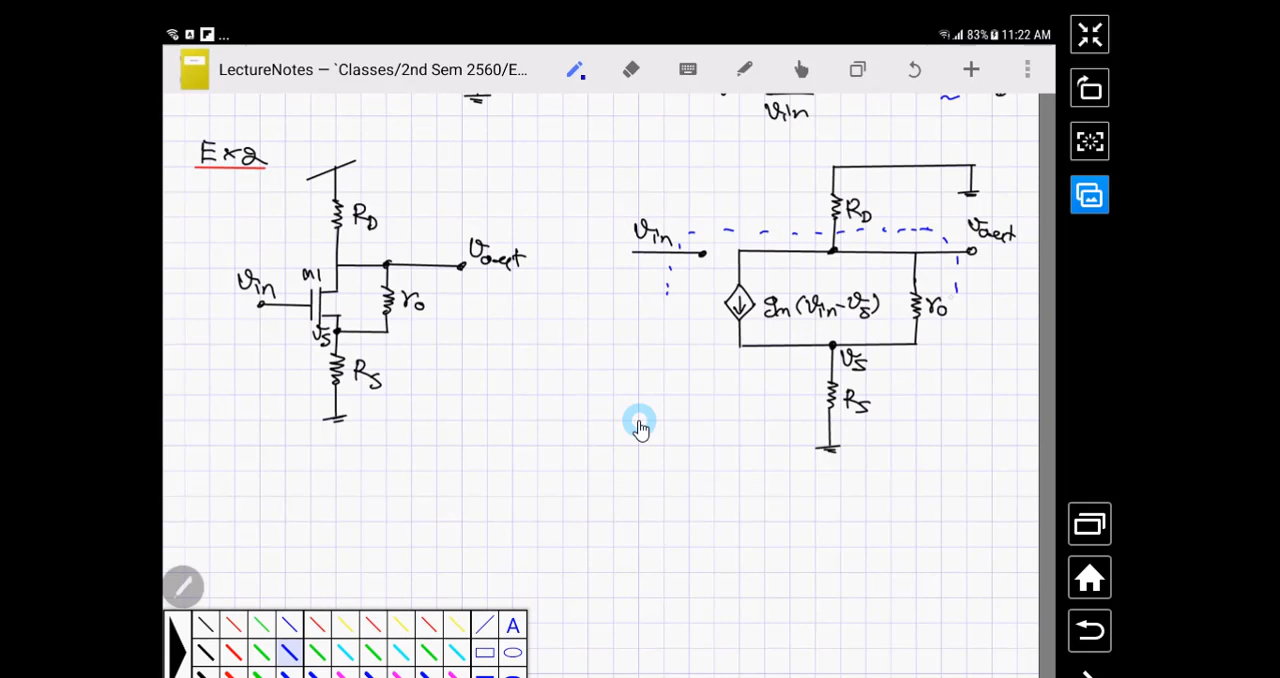 ... 83% 11:22 AM
LectureNotes — `Classes/2nd Sem 2560/E...
vin
Ex2
RD
vin
M1
Vout
ro
vs
Rs
RD
vin
vout
gm(vin-vs)
ro
vs
Rs
A